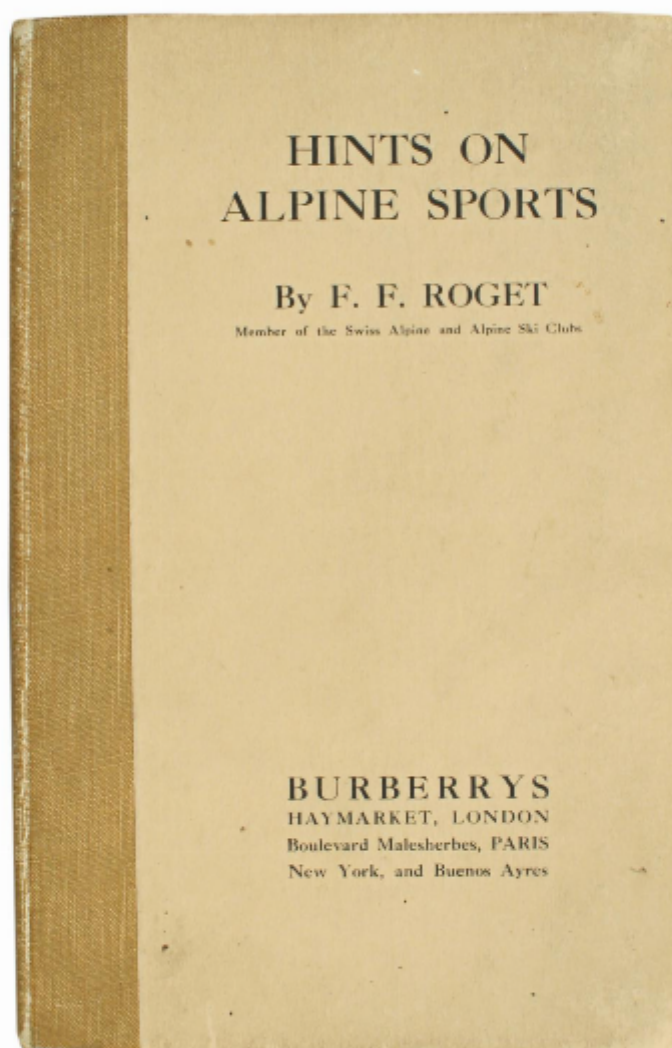 HINTS ON
ALPINE SPORTS
By F. F. ROGET
Member of the Swiss Alpine and Alpine Ski Clubs
BURBERRYS
HAYMARKET, LONDON
Boulevard Malesherbes, PARIS
New York, and Buenos Ayres